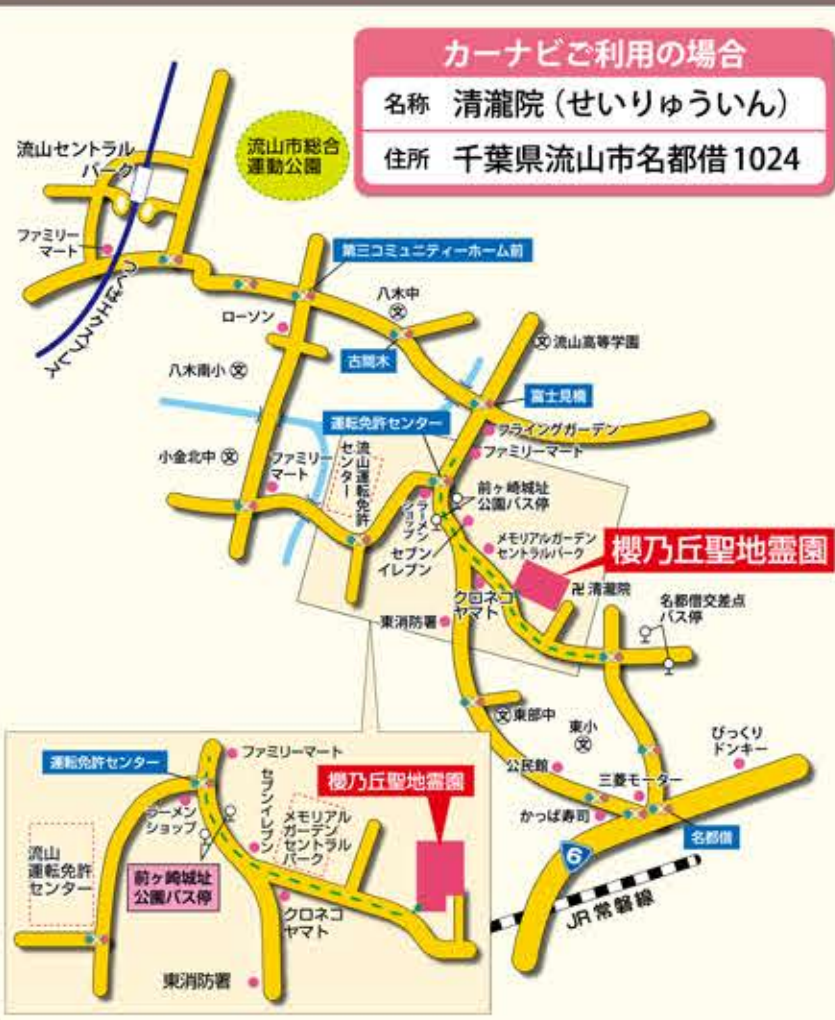 カーナビご利用の場合
名称 清瀧院(せいりゅういん)
住所 千葉県流山市名都借1024
流山セントラル
パーク
流山市総合
運動公園
ファミリー
マート
つくばエクスプレス
第三コミュニティーホーム前
ローソン
八木中
文
古間木
文 流山高等学園
八木南小 文
富士見橋
運転免許センター
フライングガーデン
ファミリーマート
小金北中 文
ファミリー
マート
流山運転免許
センター
前ヶ崎城址
公園バス停
ラーメン
ショップ
セブン
イレブン
メモリアルガーデン
セントラルパーク
櫻乃丘聖地霊園
卍 清瀧院
クロネコ
ヤマト
東消防署
名都借交差点
バス停
文 東部中
東小
文
びっくり
ドンキー
公民館
三菱モーター
かっぱ寿司
名都借
6
JR常磐線
運転免許センター
ファミリーマート
セブンイレブン
櫻乃丘聖地霊園
ラーメン
ショップ
メモリアル
ガーデン
セントラル
パーク
流山
運転免許
センター
前ヶ崎城址
公園バス停
クロネコ
ヤマト
東消防署